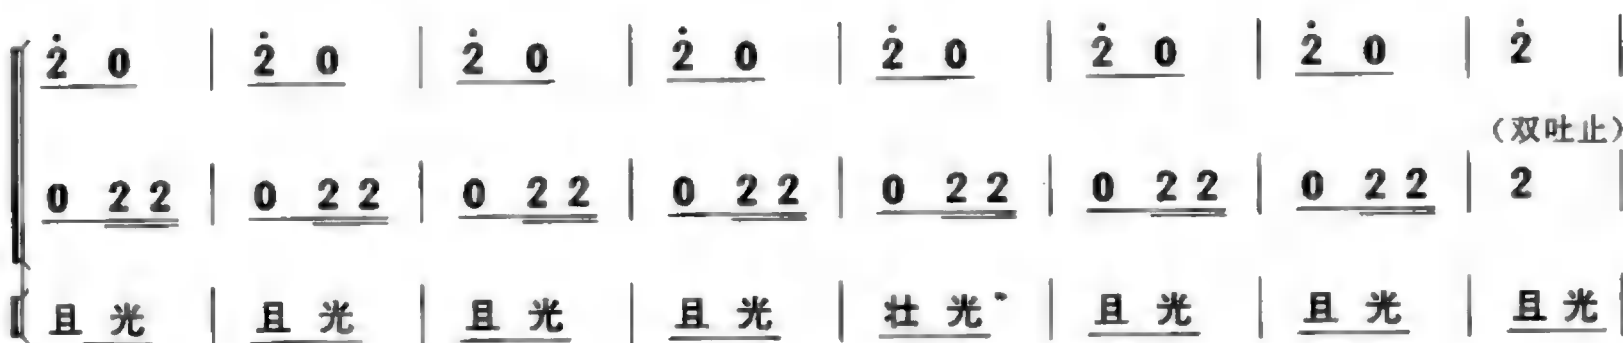 2̇ 0 | 2̇ 0 | 2̇ 0 | 2̇ 0 | 2̇ 0 | 2̇ 0 | 2̇ 0 | 2̇ |
(双吐止)
0 2 2 | 0 2 2 | 0 2 2 | 0 2 2 | 0 2 2 | 0 2 2 | 0 2 2 | 2 |
且 光 | 且 光 | 且 光 | 且 光 | 壮 光 | 且 光 | 且 光 | 且 光 |